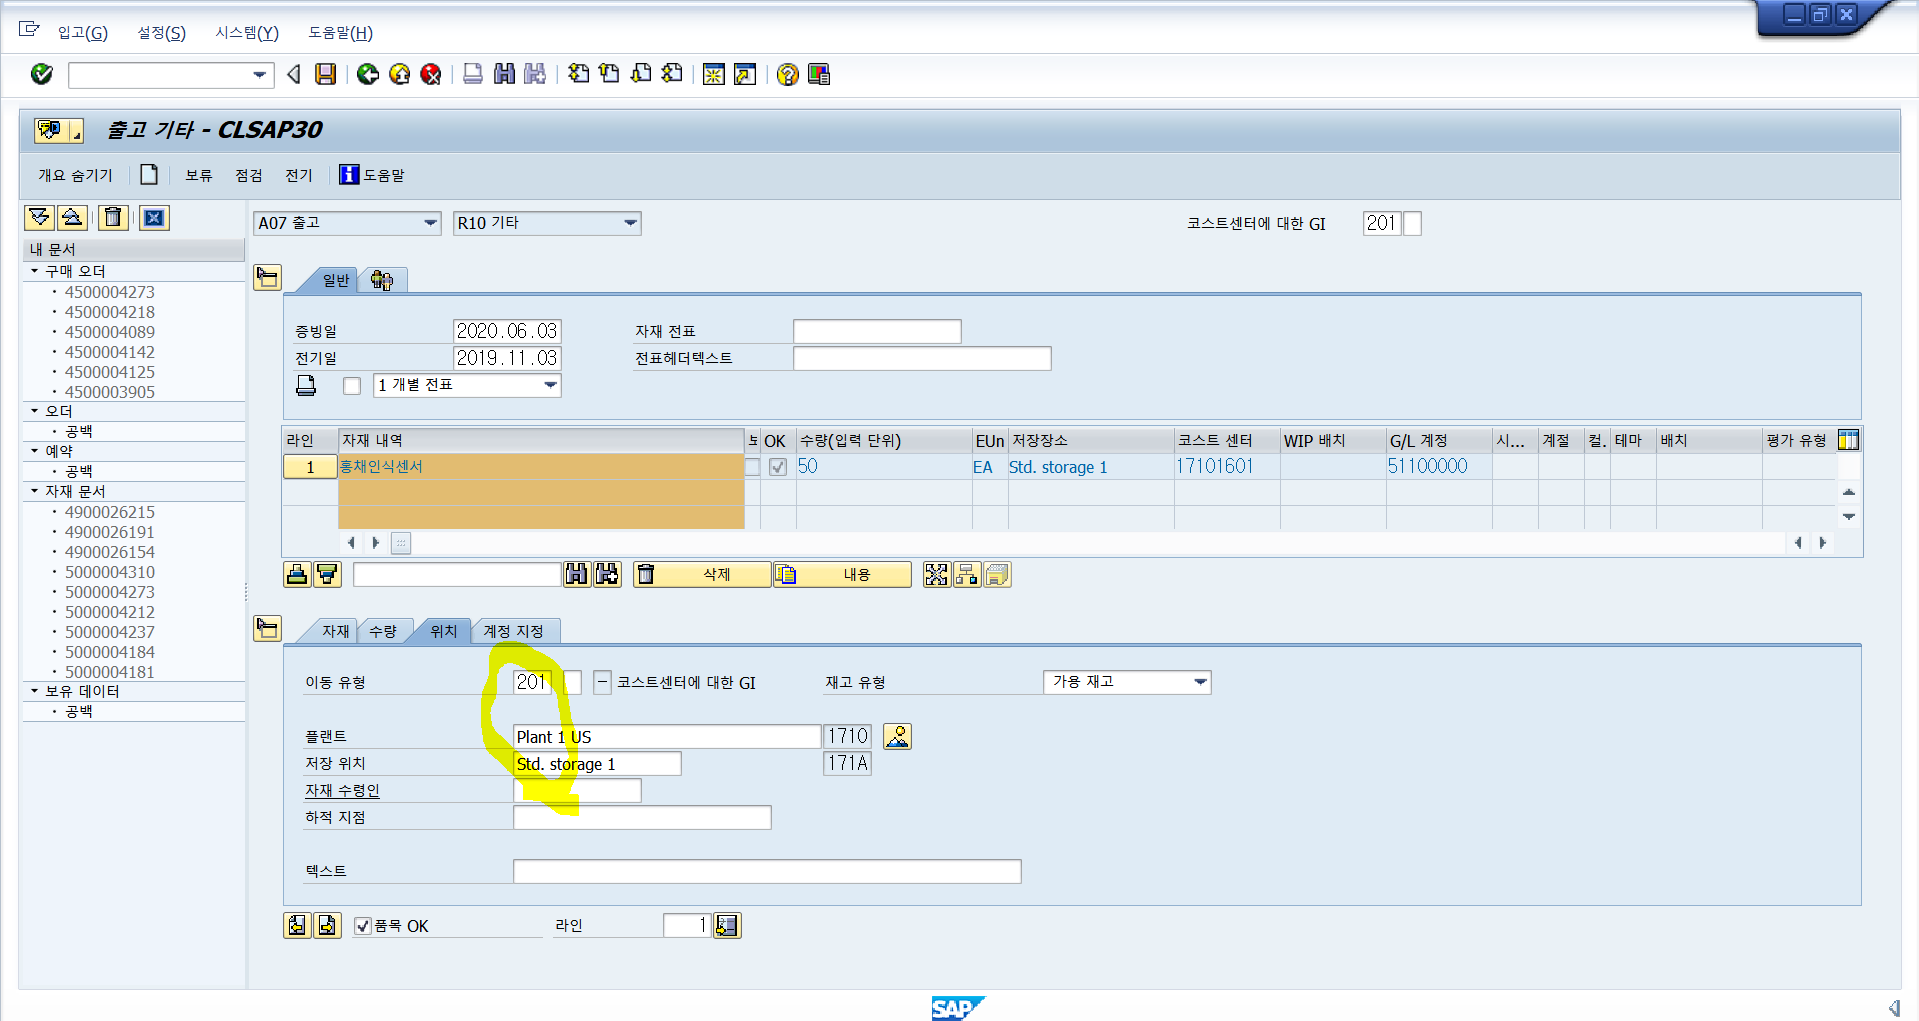 입고(G) 설정(S) 시스템(Y) 도움말(H)
출고 기타 - CLSAP30
개요 숨기기 보류 점검 전기 도움말
A07 출고 R10 기타 코스트센터에 대한 GI 201
내 문서
구매 오더
4500004273
4500004218
4500004089
4500004142
4500004125
4500003905
오더
공백
예약
공백
자재 문서
4900026215
4900026191
4900026154
5000004310
5000004273
5000004212
5000004237
5000004184
5000004181
보유 데이터
공백
일반
증빙일 2020.06.03 자재 전표
전기일 2019.11.03 전표헤더텍스트
1 개별 전표
라인 자재 내역 OK 수량(입력 단위) EUn 저장장소 코스트 센터 WIP 배치 G/L 계정 시... 계절 컬. 테마 배치 평가 유형
1 홍채인식센서 50 EA Std. storage 1 17101601 51100000
삭제 내용
자재 수량 위치 계정 지정
이동 유형 201 - 코스트센터에 대한 GI 재고 유형 가용 재고
플랜트 Plant 1 US 1710
저장 위치 Std. storage 1 171A
자재 수령인
하적 지점
텍스트
품목 OK 라인 1
SAP